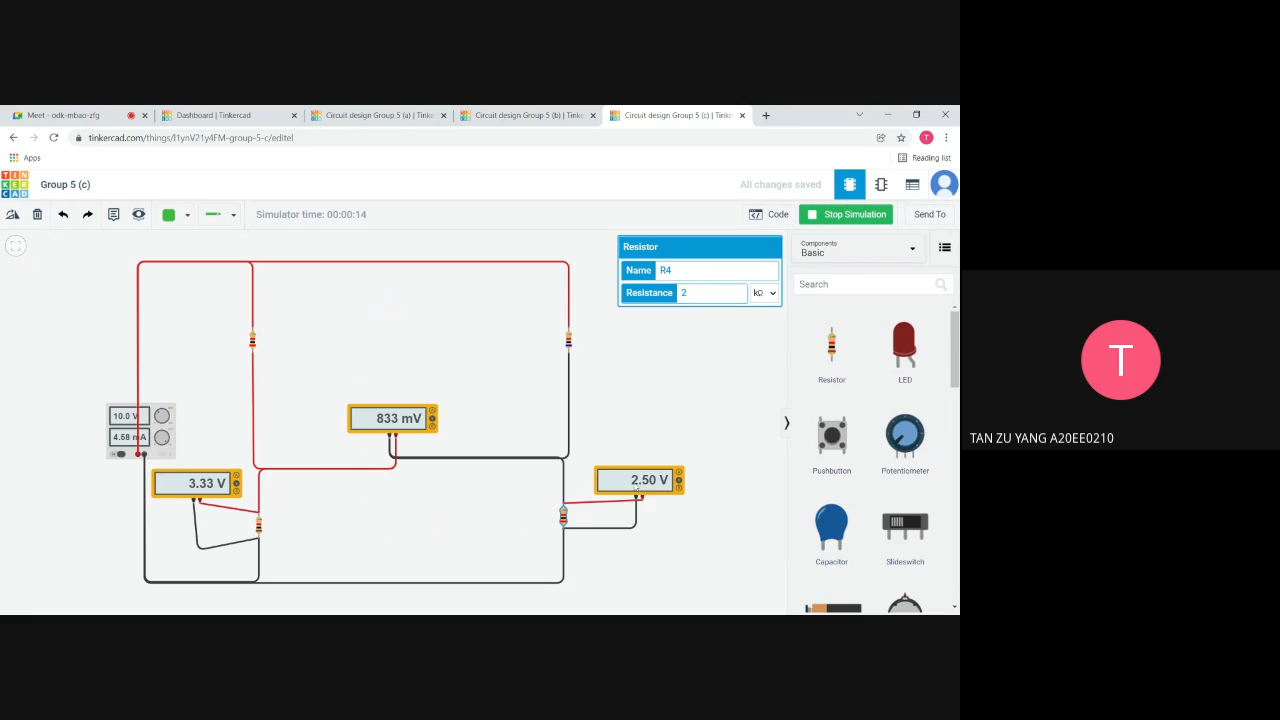 Meet - odk-mbao-zfg
Dashboard | Tinkercad
Circuit design Group 5 (a) | Tinke
Circuit design Group 5 (b) | Tinke
Circuit design Group 5 (c) | Tinke
tinkercad.com/things/l1ynV21y4FM-group-5-c/editel
T
Apps
Reading list
TIN
KER
CAD
Group 5 (c)
All changes saved
Simulator time: 00:00:14
Code
Stop Simulation
Send To
Resistor
Name
R4
Resistance
2
kΩ
Components
Basic
Search
Resistor
LED
Pushbutton
Potentiometer
Capacitor
Slideswitch
10.0 V
4.58 mA
833 mV
3.33 V
2.50 V
T
TAN ZU YANG A20EE0210